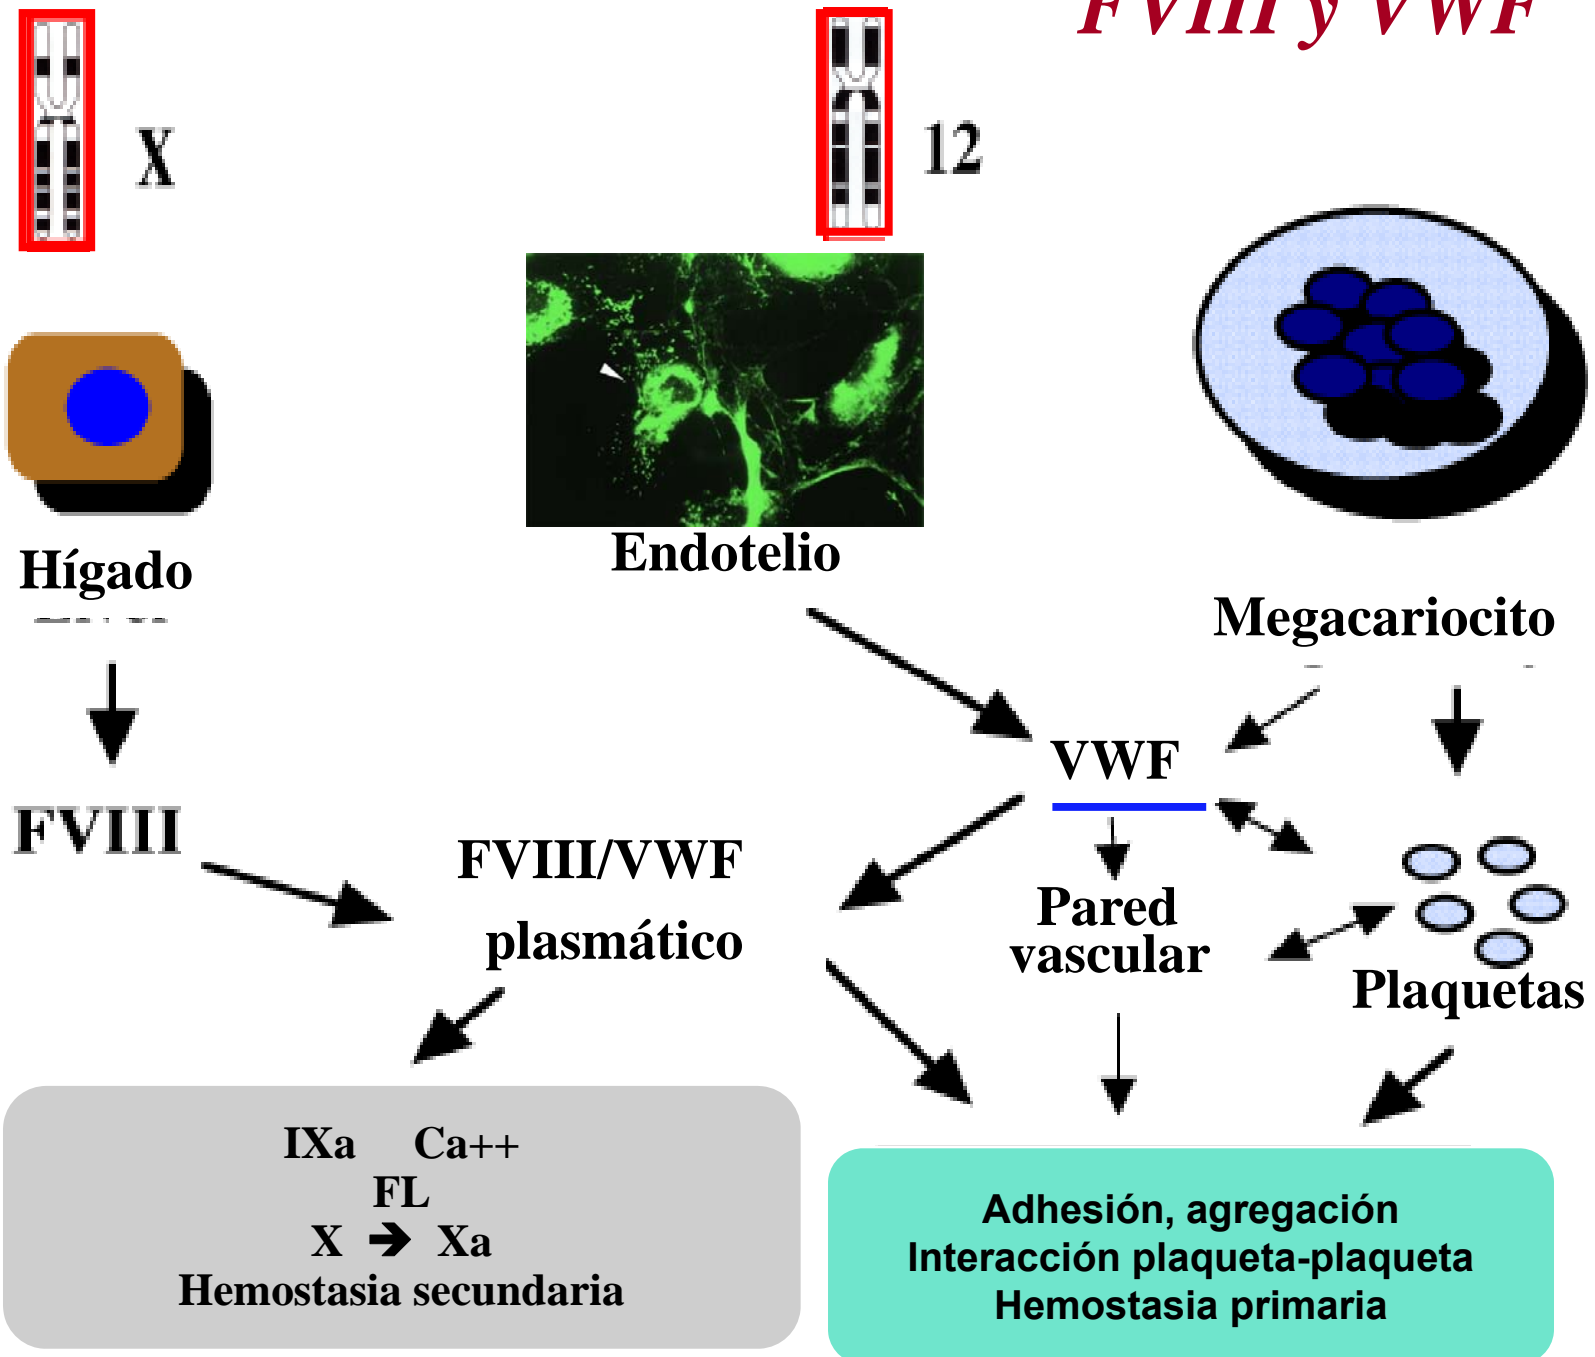 FVIII y VWF
X
12
Hígado
Endotelio
Megacariocito
VWF
FVIII
FVIII/VWF
plasmático
Pared
vascular
Plaquetas
IXa Ca++
FL
X ➔ Xa
Hemostasia secundaria
Adhesión, agregación
Interacción plaqueta-plaqueta
Hemostasia primaria